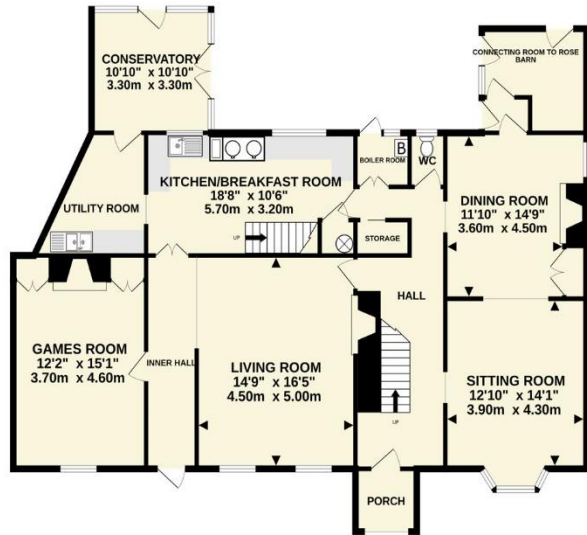 CONSERVATORY
10'10" x 10'10"
3.30m x 3.30m
CONNECTING ROOM TO ROSE
BARN
B
BOILER ROOM
WC
KITCHEN/BREAKFAST ROOM
18'8" x 10'6"
5.70m x 3.20m
UP
UTILITY ROOM
STORAGE
DINING ROOM
11'10" x 14'9"
3.60m x 4.50m
HALL
GAMES ROOM
12'2" x 15'1"
3.70m x 4.60m
INNER HALL
LIVING ROOM
14'9" x 16'5"
4.50m x 5.00m
UP
SITTING ROOM
12'10" x 14'1"
3.90m x 4.30m
PORCH